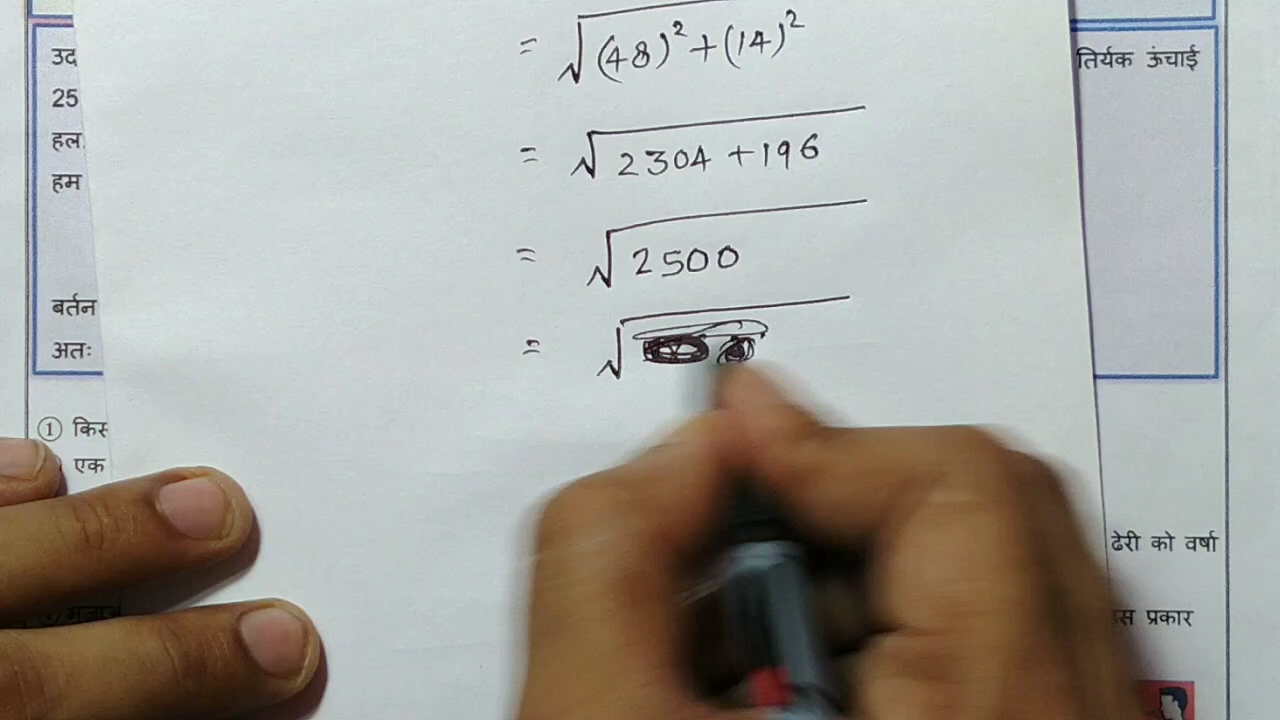 = √(48)² + (14)²
उद
तिर्यक ऊंचाई
25
हल
= √2304 + 196
हम
= √2500
बर्तन
= √
अतः
① किस
एक
ढेरी को वर्षा
प्रकार